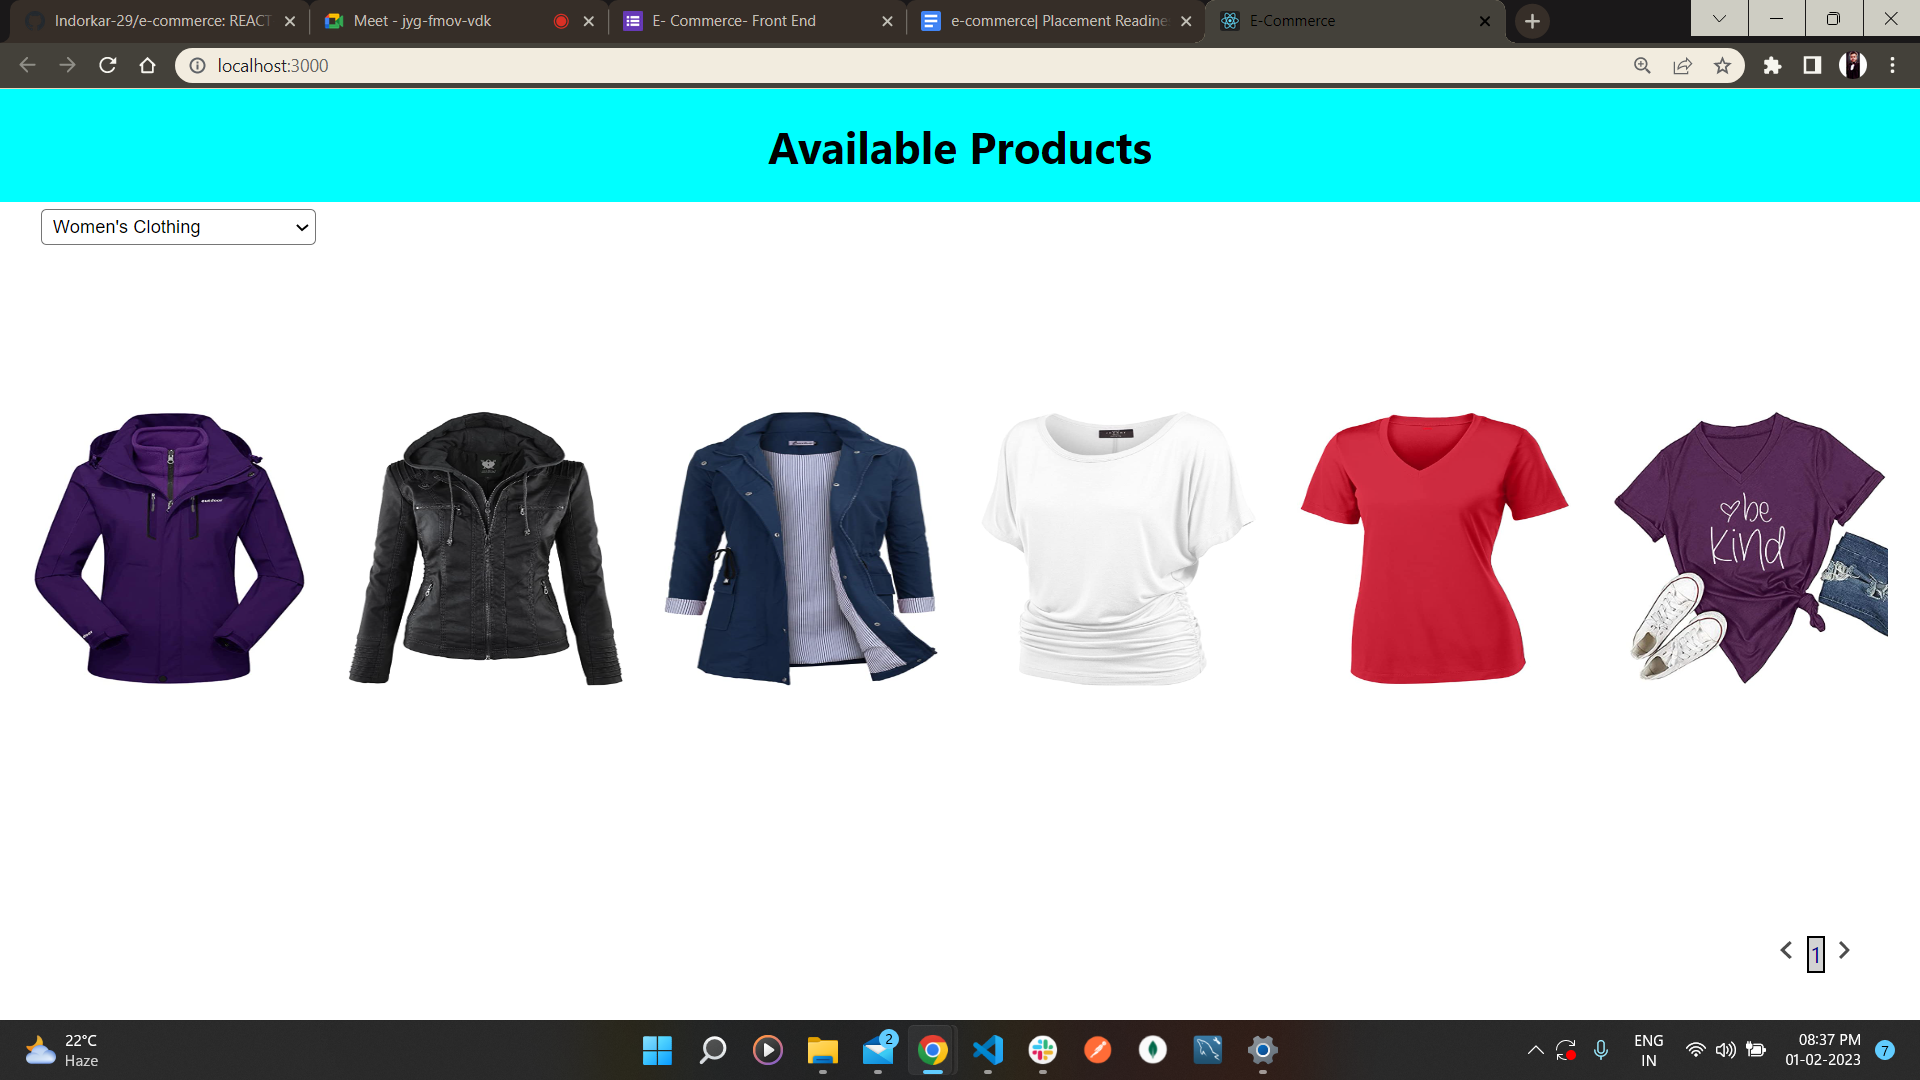 Indorkar-29/e-commerce: REACT
Meet - jyg-fmov-vdk
E- Commerce- Front End
e-commerce| Placement Readine
E-Commerce
localhost:3000
Available Products
Women's Clothing
outdoor
be
kind
1
22°C
Haze
2
ENG
IN
08:37 PM
01-02-2023
7